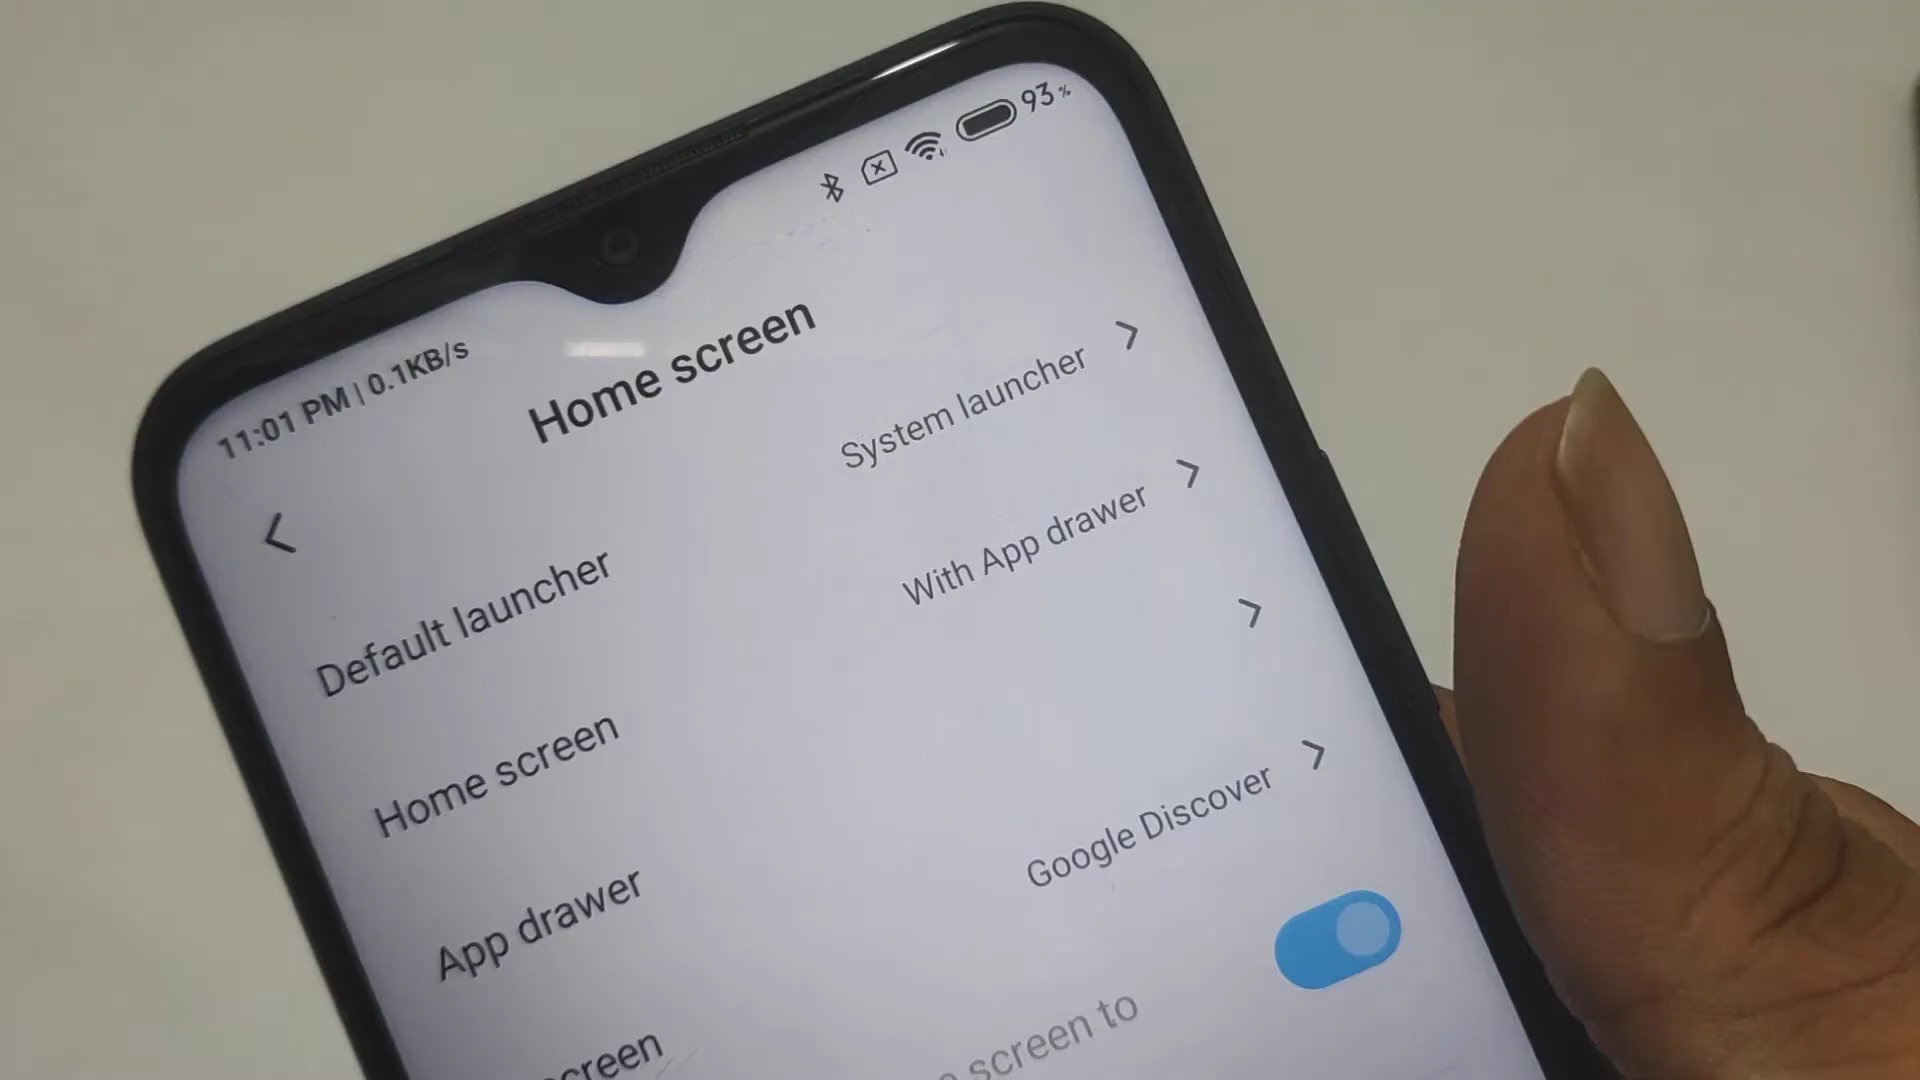 11:01 PM | 0.1KB/s 93%
Home screen
Default launcher System launcher
Home screen With App drawer
App drawer
Google Discover
screen to